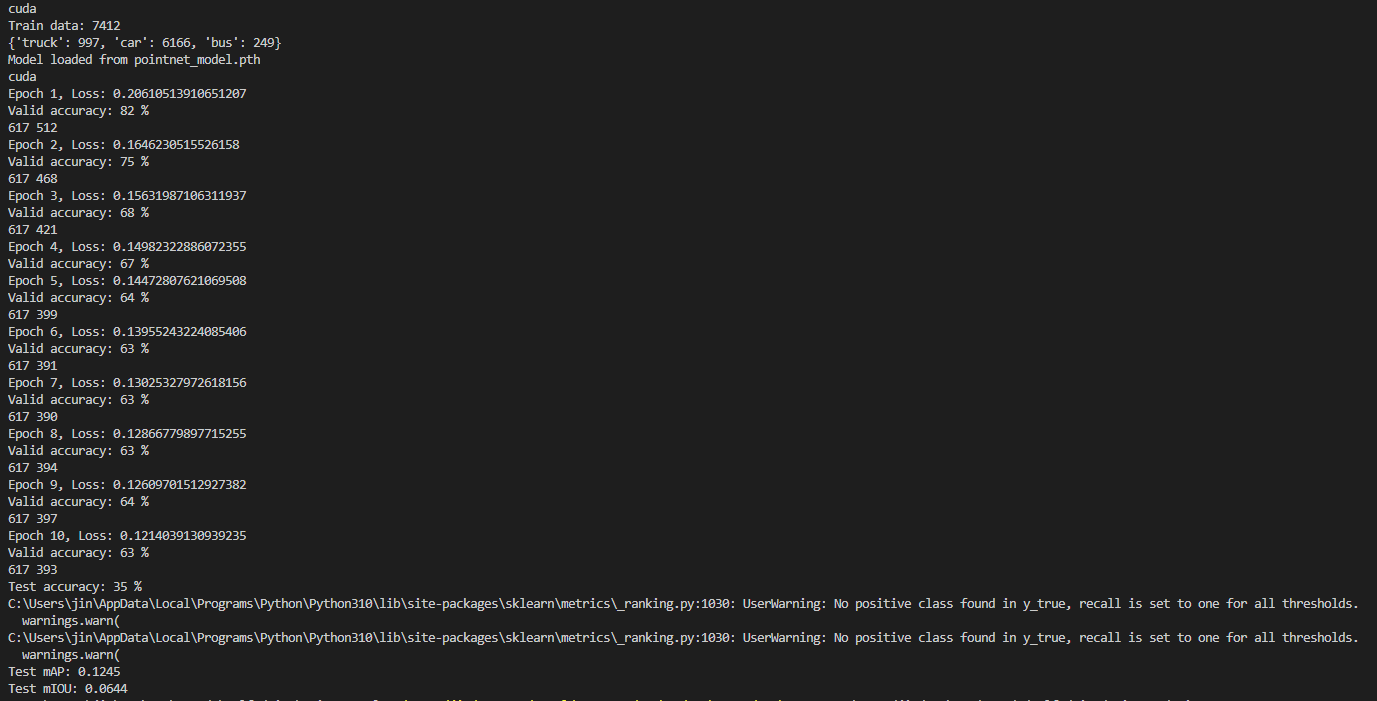 cuda
Train data: 7412
{'truck': 997, 'car': 6166, 'bus': 249}
Model loaded from pointnet_model.pth
cuda
Epoch 1, Loss: 0.20610513910651207
Valid accuracy: 82 %
617 512
Epoch 2, Loss: 0.1646230515526158
Valid accuracy: 75 %
617 468
Epoch 3, Loss: 0.15631987106311937
Valid accuracy: 68 %
617 421
Epoch 4, Loss: 0.14982322886072355
Valid accuracy: 67 %
Epoch 5, Loss: 0.14472807621069508
Valid accuracy: 64 %
617 399
Epoch 6, Loss: 0.13955243224085406
Valid accuracy: 63 %
617 391
Epoch 7, Loss: 0.13025327972618156
Valid accuracy: 63 %
617 390
Epoch 8, Loss: 0.12866779897715255
Valid accuracy: 63 %
617 394
Epoch 9, Loss: 0.12609701512927382
Valid accuracy: 64 %
617 397
Epoch 10, Loss: 0.1214039130939235
Valid accuracy: 63 %
617 393
Test accuracy: 35 %
C:\Users\jin\AppData\Local\Programs\Python\Python310\lib\site-packages\sklearn\metrics\_ranking.py:1030: UserWarning: No positive class found in y_true, recall is set to one for all thresholds.
  warnings.warn(
C:\Users\jin\AppData\Local\Programs\Python\Python310\lib\site-packages\sklearn\metrics\_ranking.py:1030: UserWarning: No positive class found in y_true, recall is set to one for all thresholds.
  warnings.warn(
Test mAP: 0.1245
Test mIOU: 0.0644